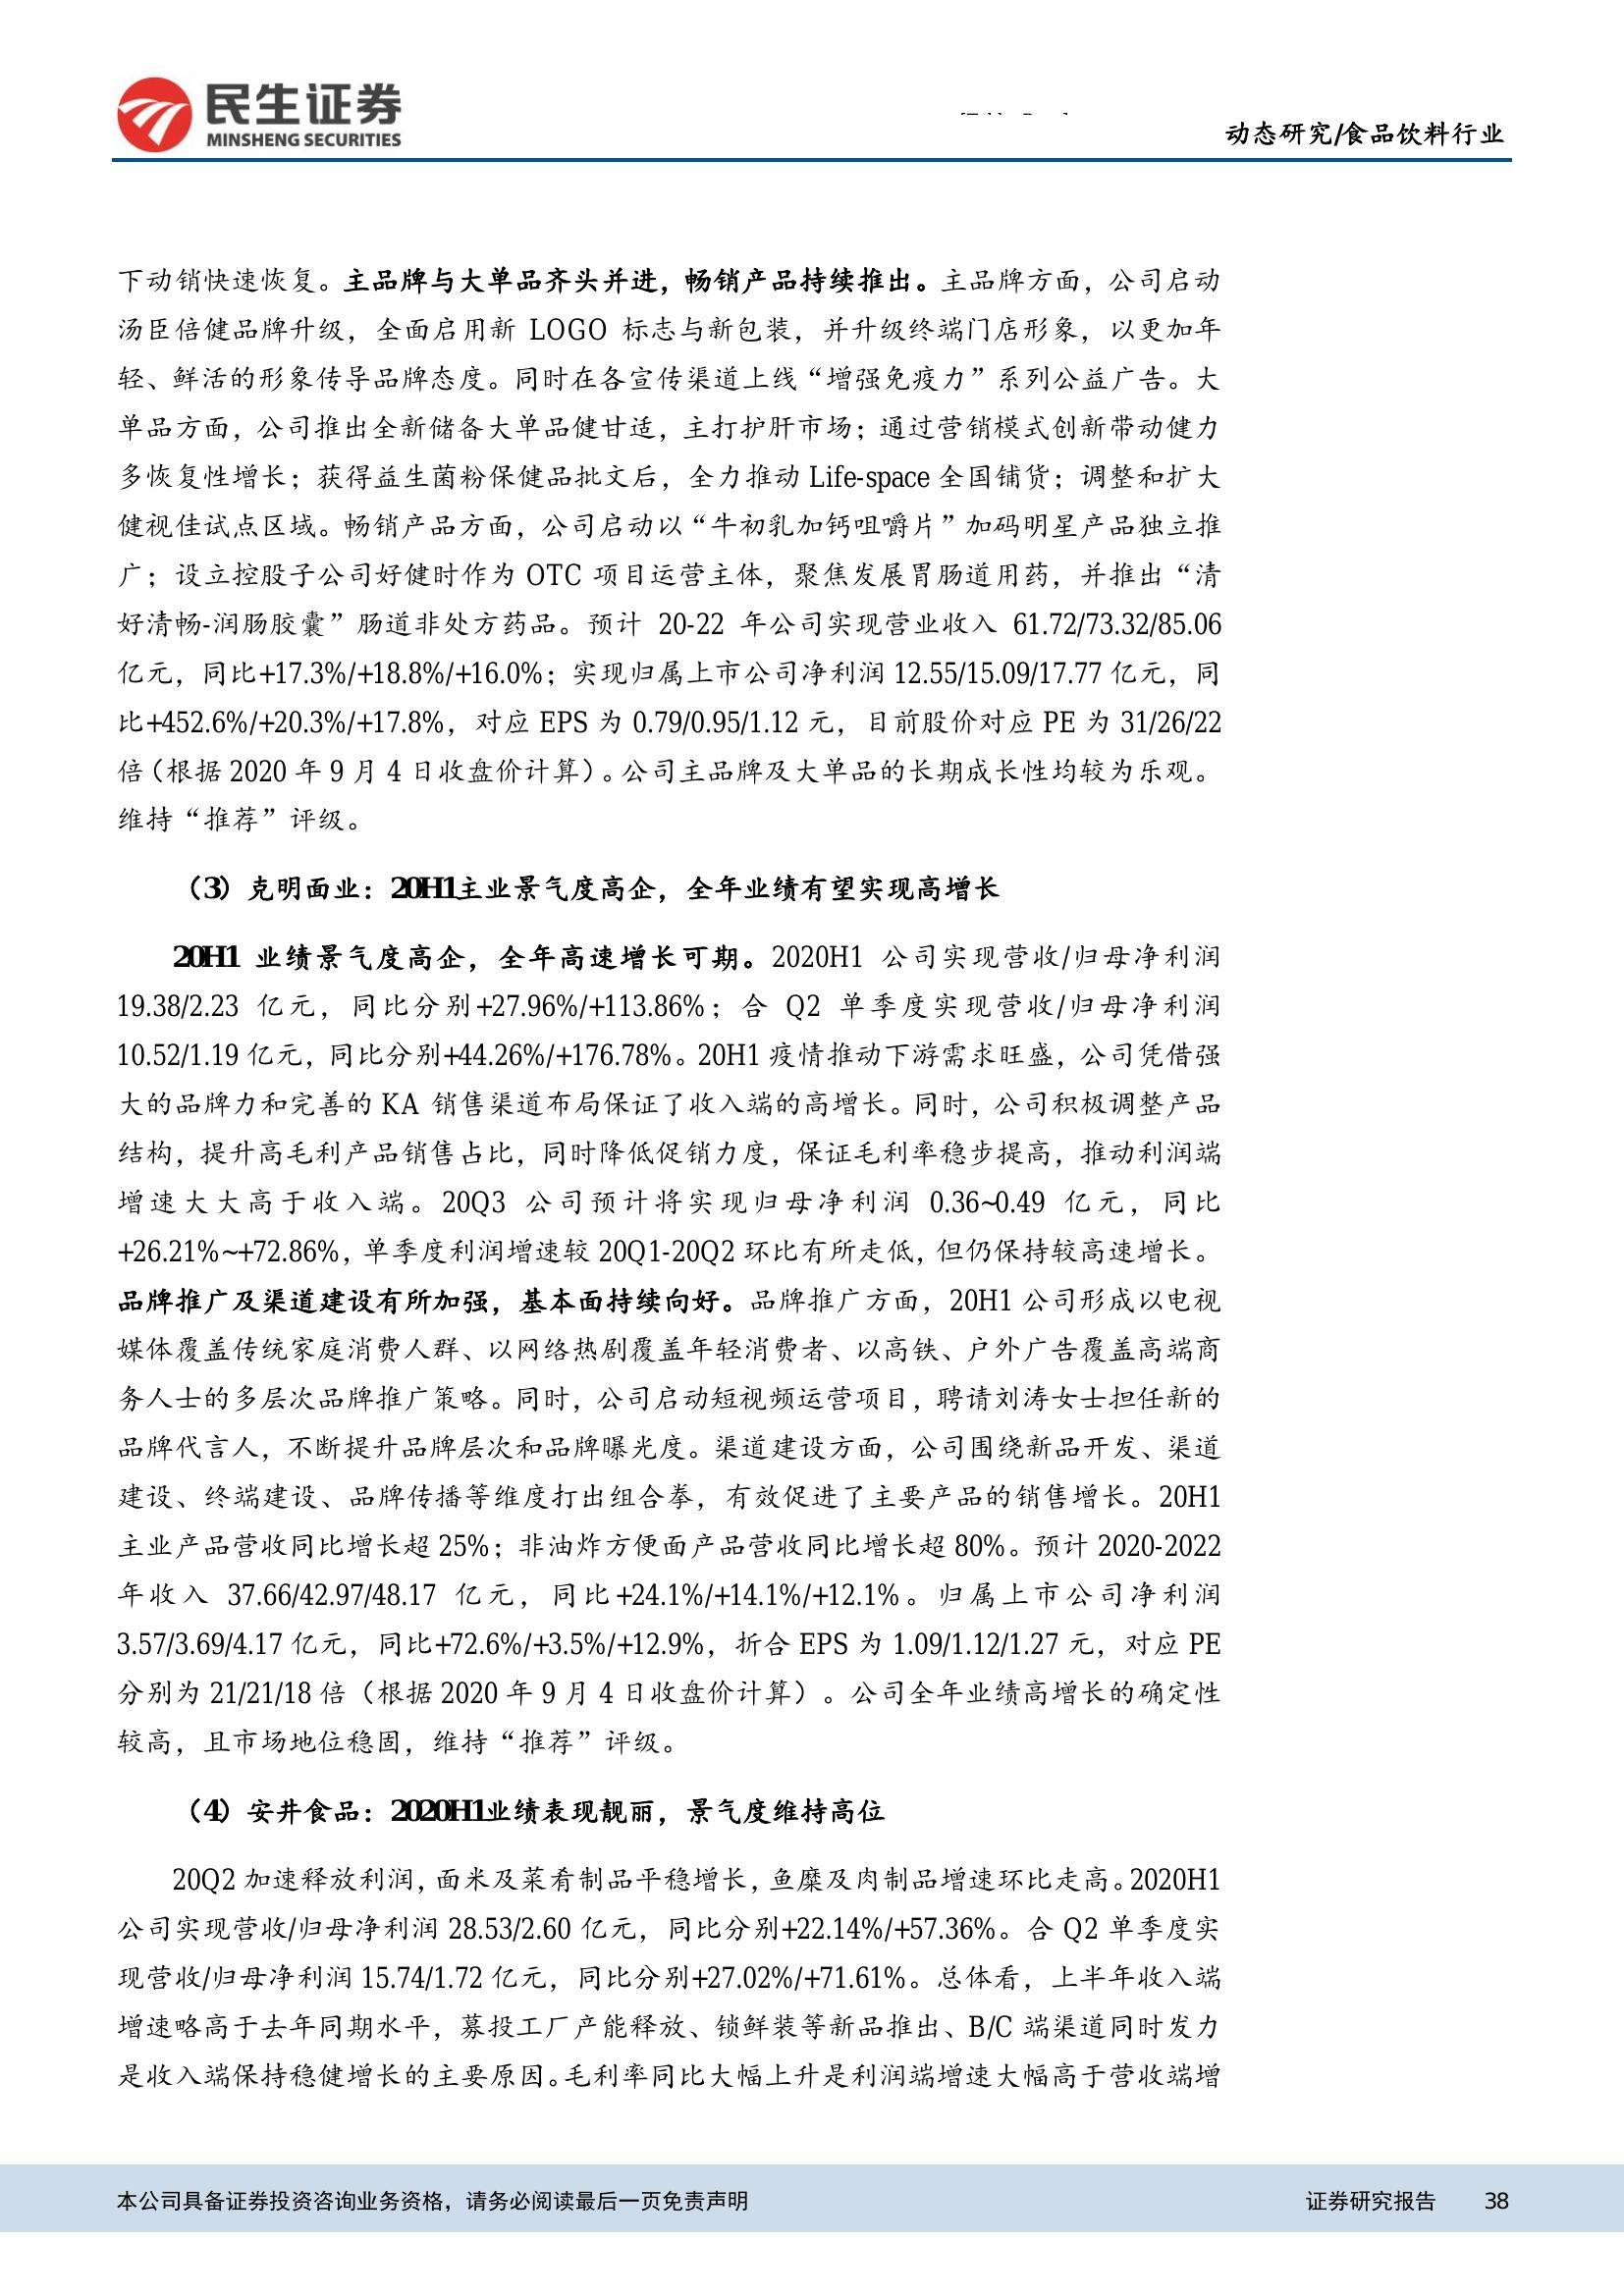 民生证券
MINSHENG SECURITIES
动态研究/食品饮料行业
下动销快速恢复。主品牌与大单品齐头并进，畅销产品持续推出。主品牌方面，公司启动
汤臣倍健品牌升级，全面启用新 LOGO 标志与新包装，并升级终端门店形象，以更加年
轻、鲜活的形象传导品牌态度。同时在各宣传渠道上线“增强免疫力”系列公益广告。大
单品方面，公司推出全新储备大单品健甘适，主打护肝市场；通过营销模式创新带动健力
多恢复性增长；获得益生菌粉保健品批文后，全力推动 Life-space 全国铺货；调整和扩大
健视佳试点区域。畅销产品方面，公司启动以“牛初乳加钙咀嚼片”加码明星产品独立推
广；设立控股子公司好健时作为 OTC 项目运营主体，聚焦发展胃肠道用药，并推出“清
好清畅-润肠胶囊”肠道非处方药品。预计 20-22 年公司实现营业收入 61.72/73.32/85.06
亿元，同比+17.3%/+18.8%/+16.0%；实现归属上市公司净利润 12.55/15.09/17.77 亿元，同
比+452.6%/+20.3%/+17.8%，对应 EPS 为 0.79/0.95/1.12 元，目前股价对应 PE 为 31/26/22
倍（根据 2020 年 9 月 4 日收盘价计算）。公司主品牌及大单品的长期成长性均较为乐观。
维持“推荐”评级。
（3）克明面业：20H1主业景气度高企，全年业绩有望实现高增长
20H1 业绩景气度高企，全年高速增长可期。2020H1 公司实现营收/归母净利润
19.38/2.23 亿元，同比分别+27.96%/+113.86%；合 Q2 单季度实现营收/归母净利润
10.52/1.19 亿元，同比分别+44.26%/+176.78%。20H1 疫情推动下游需求旺盛，公司凭借强
大的品牌力和完善的 KA 销售渠道布局保证了收入端的高增长。同时，公司积极调整产品
结构，提升高毛利产品销售占比，同时降低促销力度，保证毛利率稳步提高，推动利润端
增速大大高于收入端。20Q3 公司预计将实现归母净利润 0.36~0.49 亿元，同比
+26.21%~+72.86%，单季度利润增速较 20Q1-20Q2 环比有所走低，但仍保持较高速增长。
品牌推广及渠道建设有所加强，基本面持续向好。品牌推广方面，20H1 公司形成以电视
媒体覆盖传统家庭消费人群、以网络热剧覆盖年轻消费者、以高铁、户外广告覆盖高端商
务人士的多层次品牌推广策略。同时，公司启动短视频运营项目，聘请刘涛女士担任新的
品牌代言人，不断提升品牌层次和品牌曝光度。渠道建设方面，公司围绕新品开发、渠道
建设、终端建设、品牌传播等维度打出组合拳，有效促进了主要产品的销售增长。20H1
主业产品营收同比增长超 25%；非油炸方便面产品营收同比增长超 80%。预计 2020-2022
年收入 37.66/42.97/48.17 亿元，同比+24.1%/+14.1%/+12.1%。归属上市公司净利润
3.57/3.69/4.17 亿元，同比+72.6%/+3.5%/+12.9%，折合 EPS 为 1.09/1.12/1.27 元，对应 PE
分别为 21/21/18 倍（根据 2020 年 9 月 4 日收盘价计算）。公司全年业绩高增长的确定性
较高，且市场地位稳固，维持“推荐”评级。
（4）安井食品：2020H1业绩表现靓丽，景气度维持高位
20Q2 加速释放利润，面米及菜肴制品平稳增长，鱼糜及肉制品增速环比走高。2020H1
公司实现营收/归母净利润 28.53/2.60 亿元，同比分别+22.14%/+57.36%。合 Q2 单季度实
现营收/归母净利润 15.74/1.72 亿元，同比分别+27.02%/+71.61%。总体看，上半年收入端
增速略高于去年同期水平，募投工厂产能释放、锁鲜装等新品推出、B/C 端渠道同时发力
是收入端保持稳健增长的主要原因。毛利率同比大幅上升是利润端增速大幅高于营收端增
本公司具备证券投资咨询业务资格，请务必阅读最后一页免责声明
证券研究报告 38